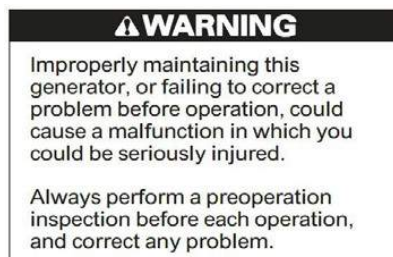 WARNING
Improperly maintaining this
generator, or failing to correct a
problem before operation, could
cause a malfunction in which you
could be seriously injured.
Always perform a preoperation
inspection before each operation,
and correct any problem.